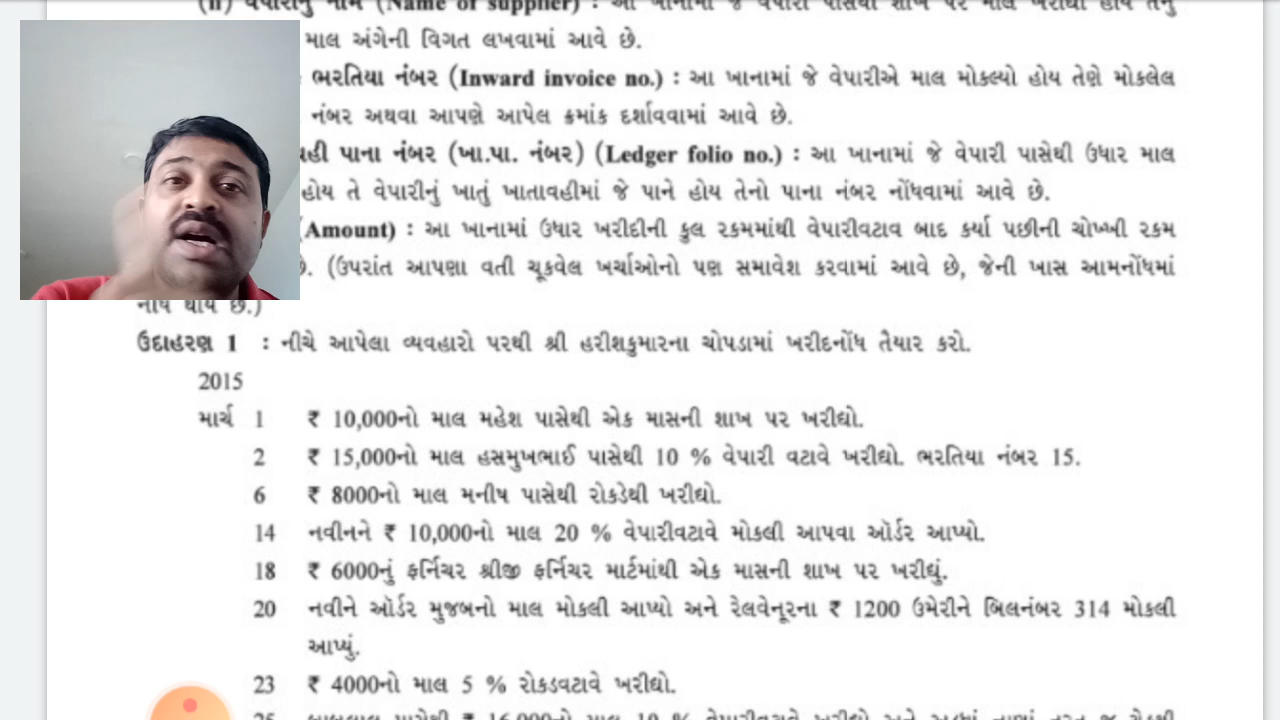 (ii) વેપારીનું નામ (Name of supplier) : આ ખાનામાં જે વેપારી પાસેથી શાખ પર માલ ખરીદ્યો હોય તેનું
માલ અંગેની વિગત લખવામાં આવે છે.
ભરતિયા નંબર (Inward invoice no.) : આ ખાનામાં જે વેપારીએ માલ મોકલ્યો હોય તેણે મોકલેલ
નંબર અથવા આપણે આપેલ ક્રમાંક દર્શાવવામાં આવે છે.
પાના નંબર (ખા.પા. નંબર) (Ledger folio no.) : આ ખાનામાં જે વેપારી પાસેથી ઉધાર માલ
હોય તે વેપારીનું ખાતું ખાતાવહીમાં જે પાને હોય તેનો પાના નંબર નોંધવામાં આવે છે.
(Amount) : આ ખાનામાં ઉધાર ખરીદીની કુલ રકમમાંથી વેપારીવટાવ બાદ કર્યા પછીની ચોખ્ખી રકમ
છે. (ઉપરાંત આપણા વતી ચૂકવેલ ખર્ચાઓનો પણ સમાવેશ કરવામાં આવે છે, જેની ખાસ આમનોંધમાં
નોંધ થાય છે.)
ઉદાહરણ 1 : નીચે આપેલા વ્યવહારો પરથી શ્રી હરીશકુમારના ચોપડામાં ખરીદનોંધ તૈયાર કરો.
2015
માર્ચ 1 ₹ 10,000નો માલ મહેશ પાસેથી એક માસની શાખ પર ખરીદ્યો.
2 ₹ 15,000નો માલ હસમુખભાઈ પાસેથી 10 % વેપારી વટાવે ખરીદ્યો. ભરતિયા નંબર 15.
6 ₹ 8000નો માલ મનીષ પાસેથી રોકડેથી ખરીદ્યો.
14 નવીનને ₹ 10,000નો માલ 20 % વેપારીવટાવે મોકલી આપવા ઑર્ડર આપ્યો.
18 ₹ 6000નું ફર્નિચર શ્રીજી ફર્નિચર માર્ટમાંથી એક માસની શાખ પર ખરીદ્યું.
20 નવીને ઑર્ડર મુજબનો માલ મોકલી આપ્યો અને રેલવેનૂરના ₹ 1200 ઉમેરીને બિલનંબર 314 મોકલી
આપ્યું.
23 ₹ 4000નો માલ 5 % રોકડવટાવે ખરીદ્યો.